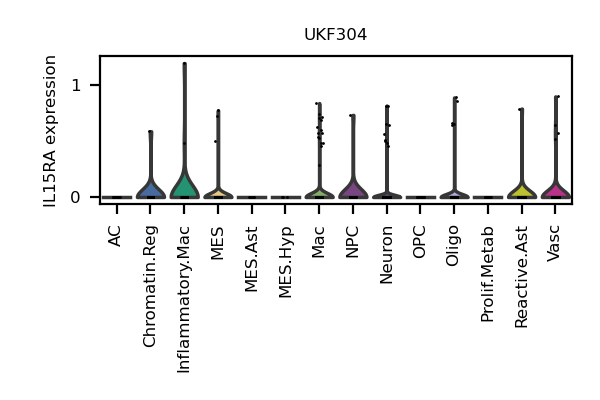 UKF304
IL15RA expression
1
0
AC
Chromatin.Reg
Inflammatory.Mac
MES
MES.Ast
MES.Hyp
Mac
NPC
Neuron
OPC
Oligo
Prolif.Metab
Reactive.Ast
Vasc